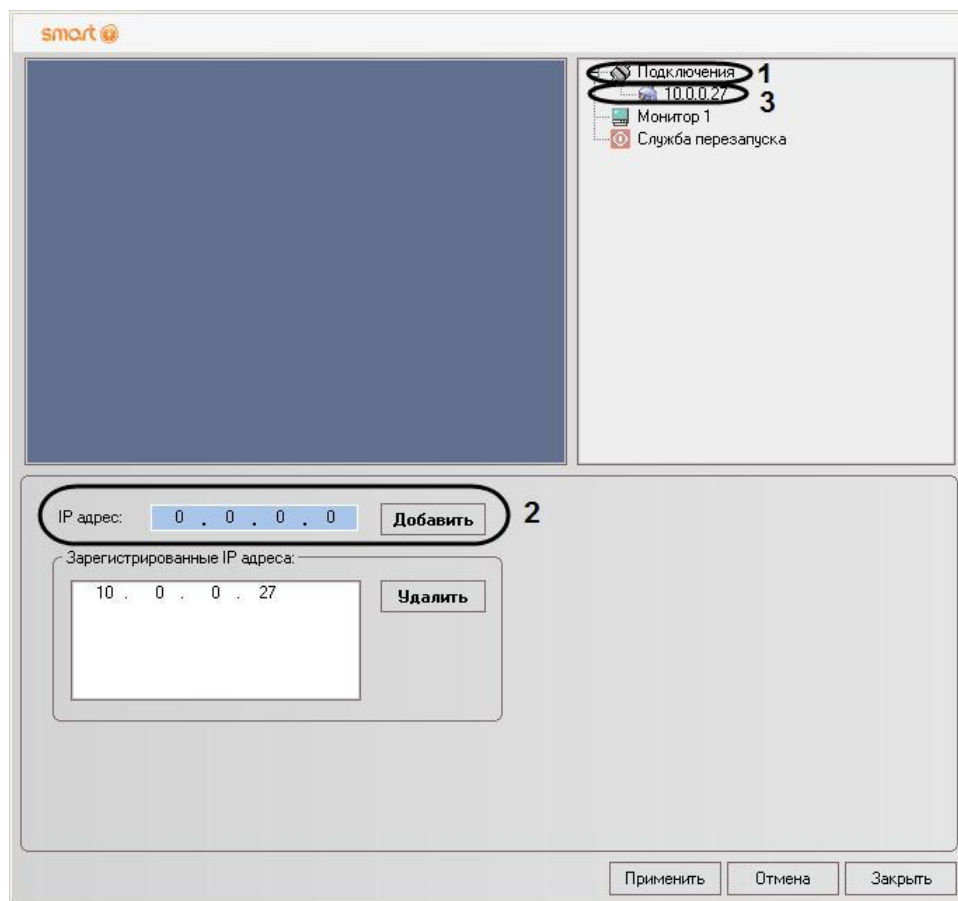 smart
Подключения 1
10.0.0.27 3
Монитор 1
Служба перезапуска
IP адрес: 0 . 0 . 0 . 0 Добавить 2
Зарегистрированные IP адреса:
10 . 0 . 0 . 27 Удалить
Применить Отмена Закрыть